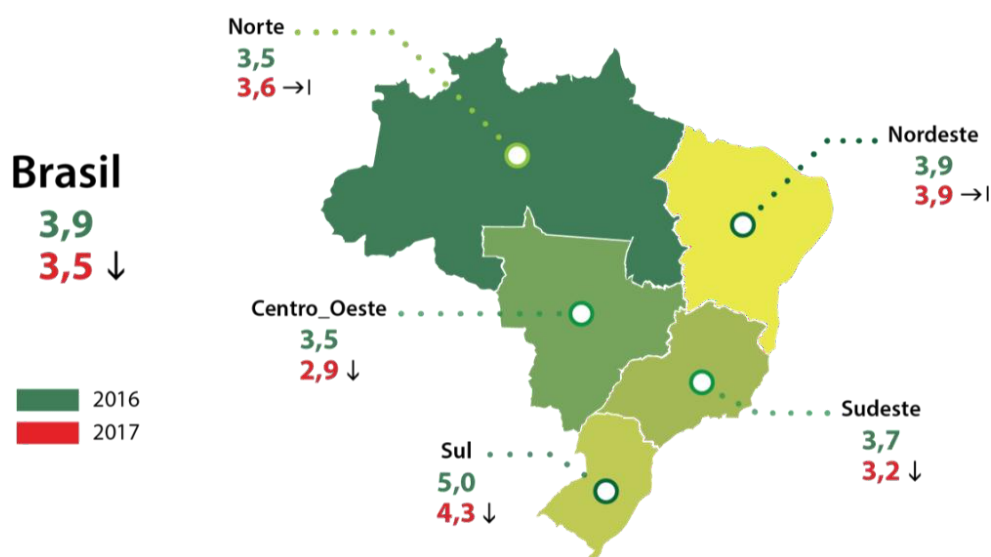 Norte
3,5
3,6 →I
Nordeste
3,9
3,9 →I
Brasil
3,9
3,5 ↓
Centro_Oeste
3,5
2,9 ↓
2016
2017
Sudeste
3,7
3,2 ↓
Sul
5,0
4,3 ↓